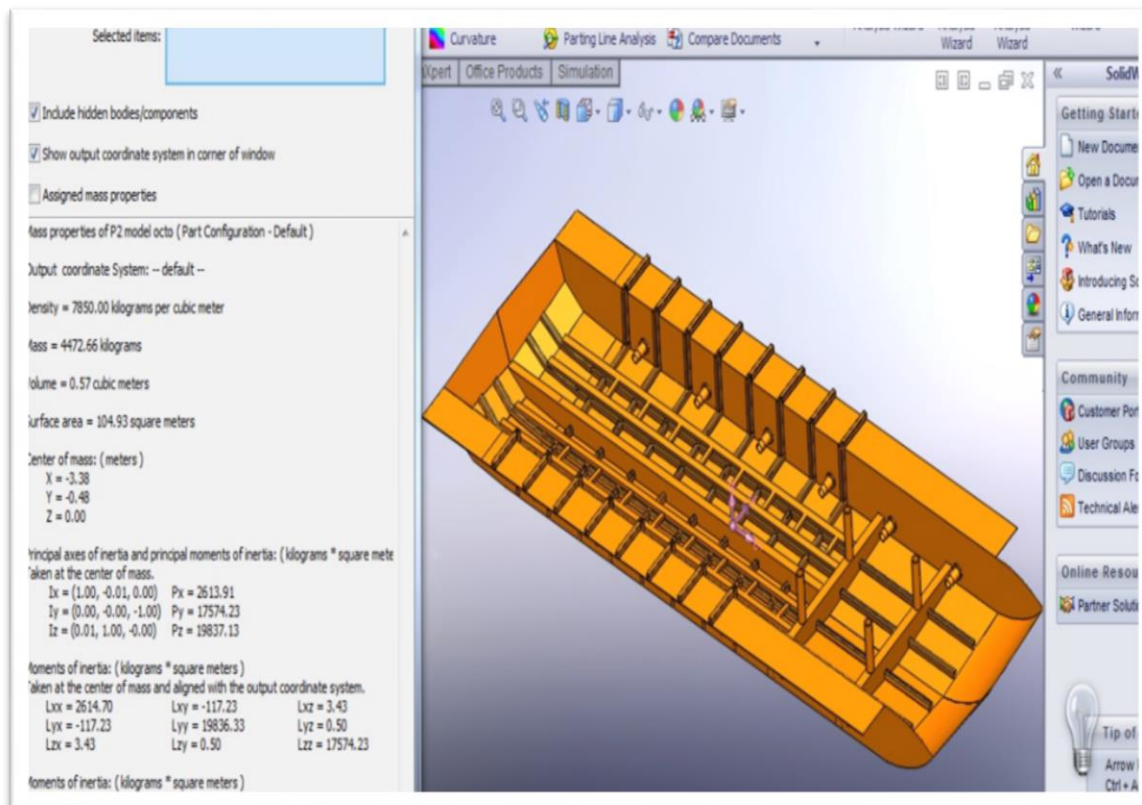 Selected items:
Include hidden bodies/components
Show output coordinate system in corner of window
Assigned mass properties
Mass properties of P2 model octo ( Part Configuration - Default )
Output coordinate System: -- default --
Density = 7850.00 kilograms per cubic meter
Mass = 4472.66 kilograms
Volume = 0.57 cubic meters
Surface area = 104.93 square meters
Center of mass: ( meters )
X = -3.38
Y = -0.48
Z = 0.00
Principal axes of inertia and principal moments of inertia: ( kilograms * square mete
Taken at the center of mass.
Ix = (1.00, -0.01, 0.00) Px = 2613.91
Iy = (0.00, -0.00, -1.00) Py = 17574.23
Iz = (0.01, 1.00, -0.00) Pz = 19837.13
Moments of inertia: ( kilograms * square meters )
Taken at the center of mass and aligned with the output coordinate system.
Lxx = 2614.70 Lxy = -117.23 Lxz = 3.43
Lyx = -117.23 Lyy = 19836.33 Lyz = 0.50
Lzx = 3.43 Lzy = 0.50 Lzz = 17574.23
Moments of inertia: ( kilograms * square meters )
Curvature Parting Line Analysis Compare Documents
Wizard Wizard
Xpert Office Products Simulation
SolidW
Getting Starte
New Docume
Open a Docum
Tutorials
What's New
Introducing So
General Inform
Community
Customer Port
User Groups
Discussion Fo
Technical Ale
Online Resou
Partner Soluti
Tip of
Arrow
Ctrl + A